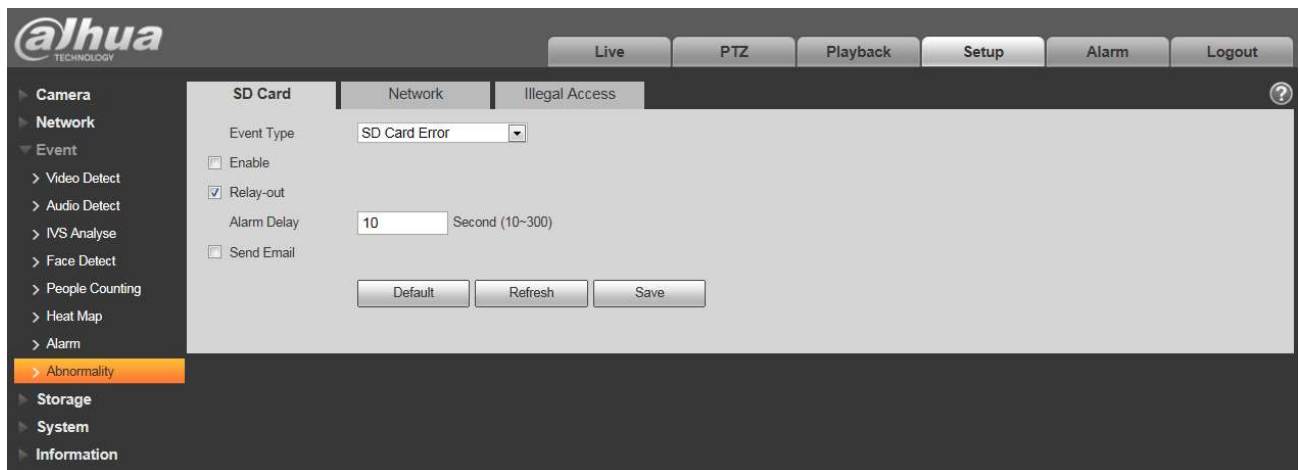 alhua
TECHNOLOGY
Live
PTZ
Playback
Setup
Alarm
Logout
Camera
Network
Event
> Video Detect
> Audio Detect
> IVS Analyse
> Face Detect
> People Counting
> Heat Map
> Alarm
> Abnormality
Storage
System
Information
SD Card
Network
Illegal Access
?
Event Type
SD Card Error
Enable
Relay-out
Alarm Delay
10
Second (10~300)
Send Email
Default
Refresh
Save